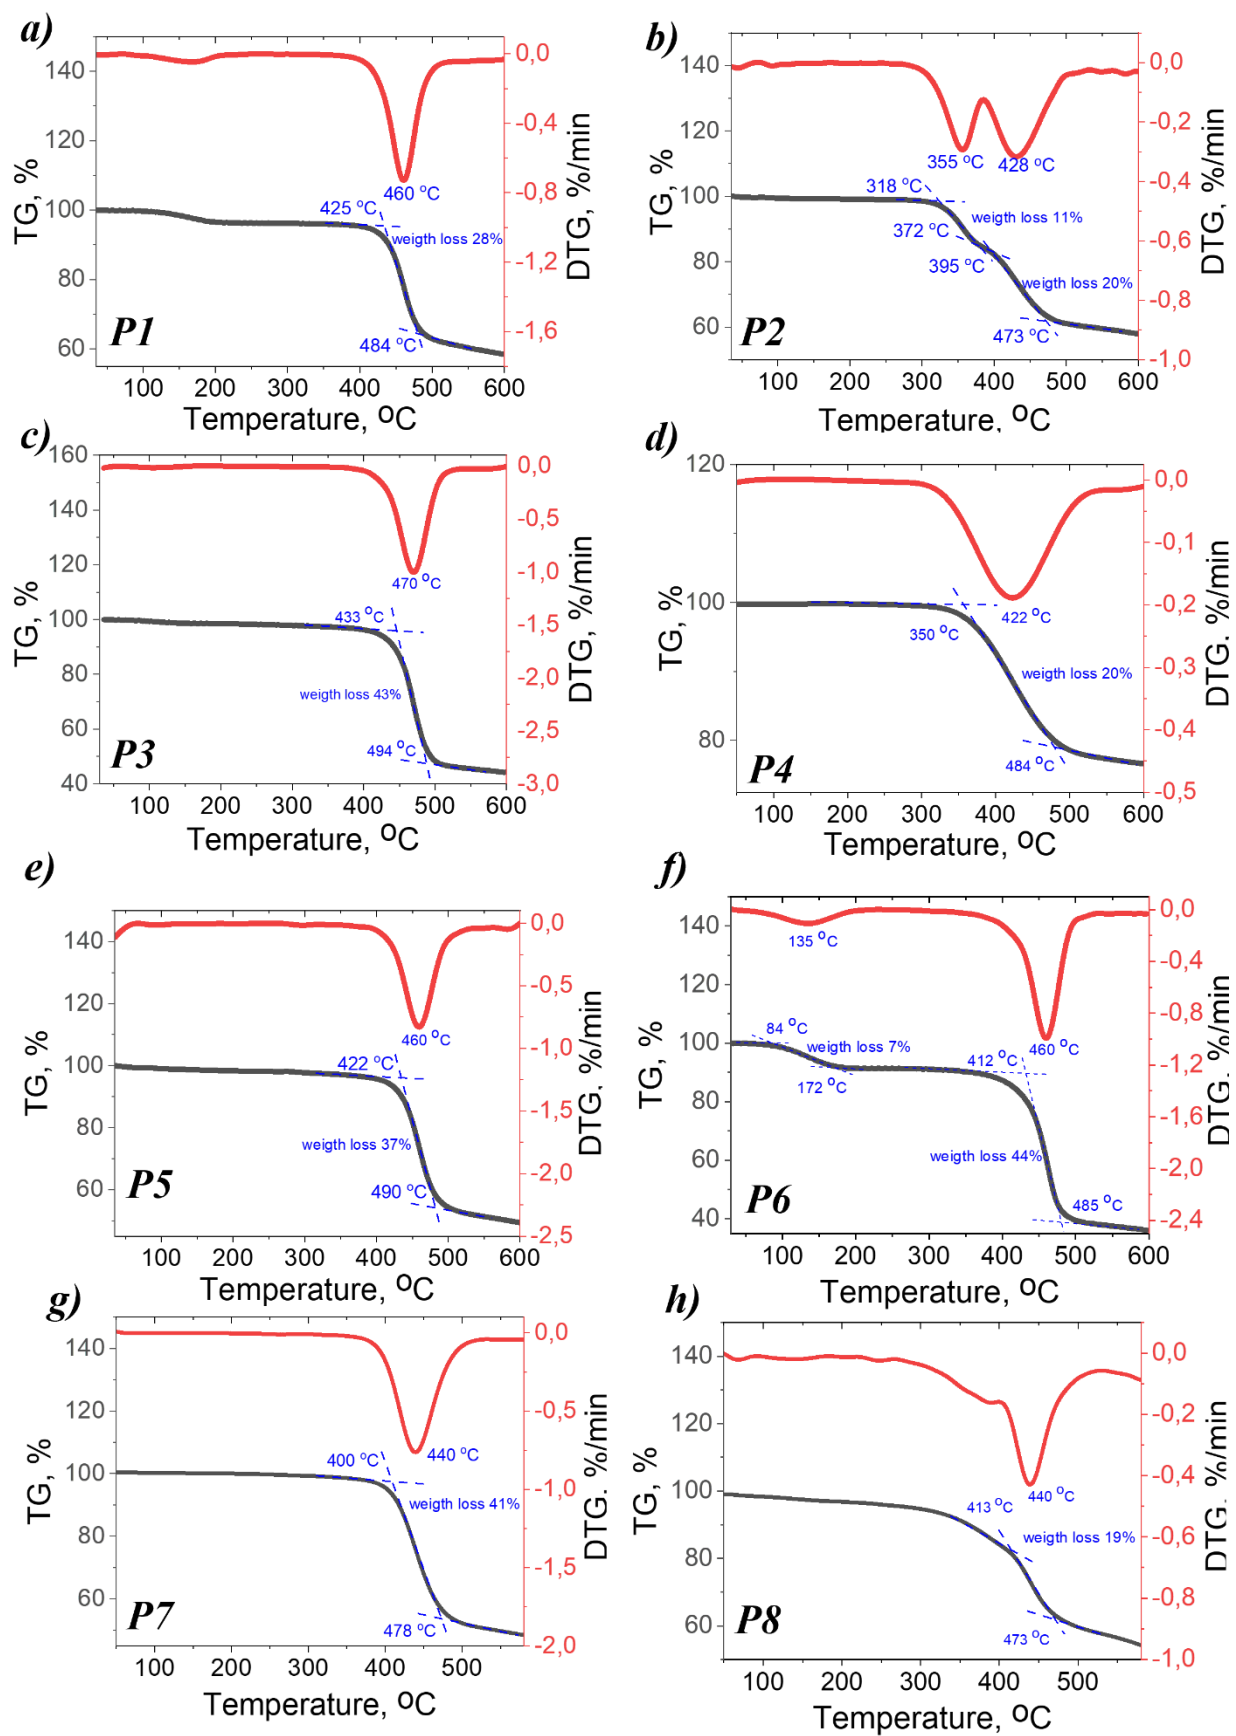 a)
TG, %
140
120
100
80
60
0,0
-0,4
-0,8
-1,2
-1,6
DTG, %/min
460 °C
425 °C
weigth loss 28%
484 °C
P1
100 200 300 400 500 600
Temperature, °C
b)
TG, %
140
120
100
80
60
0,0
-0,2
-0,4
-0,6
-0,8
-1,0
DTG, %/min
355 °C
428 °C
318 °C
weigth loss 11%
372 °C
395 °C
weigth loss 20%
473 °C
P2
100 200 300 400 500 600
Temperature, °C
c)
TG, %
160
140
120
100
80
60
40
0,0
-0,5
-1,0
-1,5
-2,0
-2,5
-3,0
DTG. %/min
470 °C
433 °C
weigth loss 43%
494 °C
P3
100 200 300 400 500 600
Temperature, °C
d)
TG, %
120
100
80
0,0
-0,1
-0,2
-0,3
-0,4
-0,5
DTG. %/min
422 °C
350 °C
weigth loss 20%
484 °C
P4
100 200 300 400 500 600
Temperature, °C
e)
TG, %
140
120
100
80
60
0,0
-0,5
-1,0
-1,5
-2,0
-2,5
DTG. %/min
460 °C
422 °C
weigth loss 37%
490 °C
P5
100 200 300 400 500 600
Temperature, °C
f)
TG, %
140
120
100
80
60
40
0,0
-0,4
-0,8
-1,2
-1,6
-2,0
-2,4
DTG. %/min
135 °C
84 °C
weigth loss 7%
172 °C
412 °C
460 °C
weigth loss 44%
485 °C
P6
100 200 300 400 500 600
Temperature, °C
g)
TG, %
140
120
100
80
60
0,0
-0,5
-1,0
-1,5
-2,0
DTG. %/min
400 °C
440 °C
weigth loss 41%
478 °C
P7
100 200 300 400 500
Temperature, °C
h)
TG, %
140
120
100
80
60
0,0
-0,2
-0,4
-0,6
-0,8
-1,0
DTG. %/min
413 °C
440 °C
weigth loss 19%
473 °C
P8
100 200 300 400 500
Temperature, °C